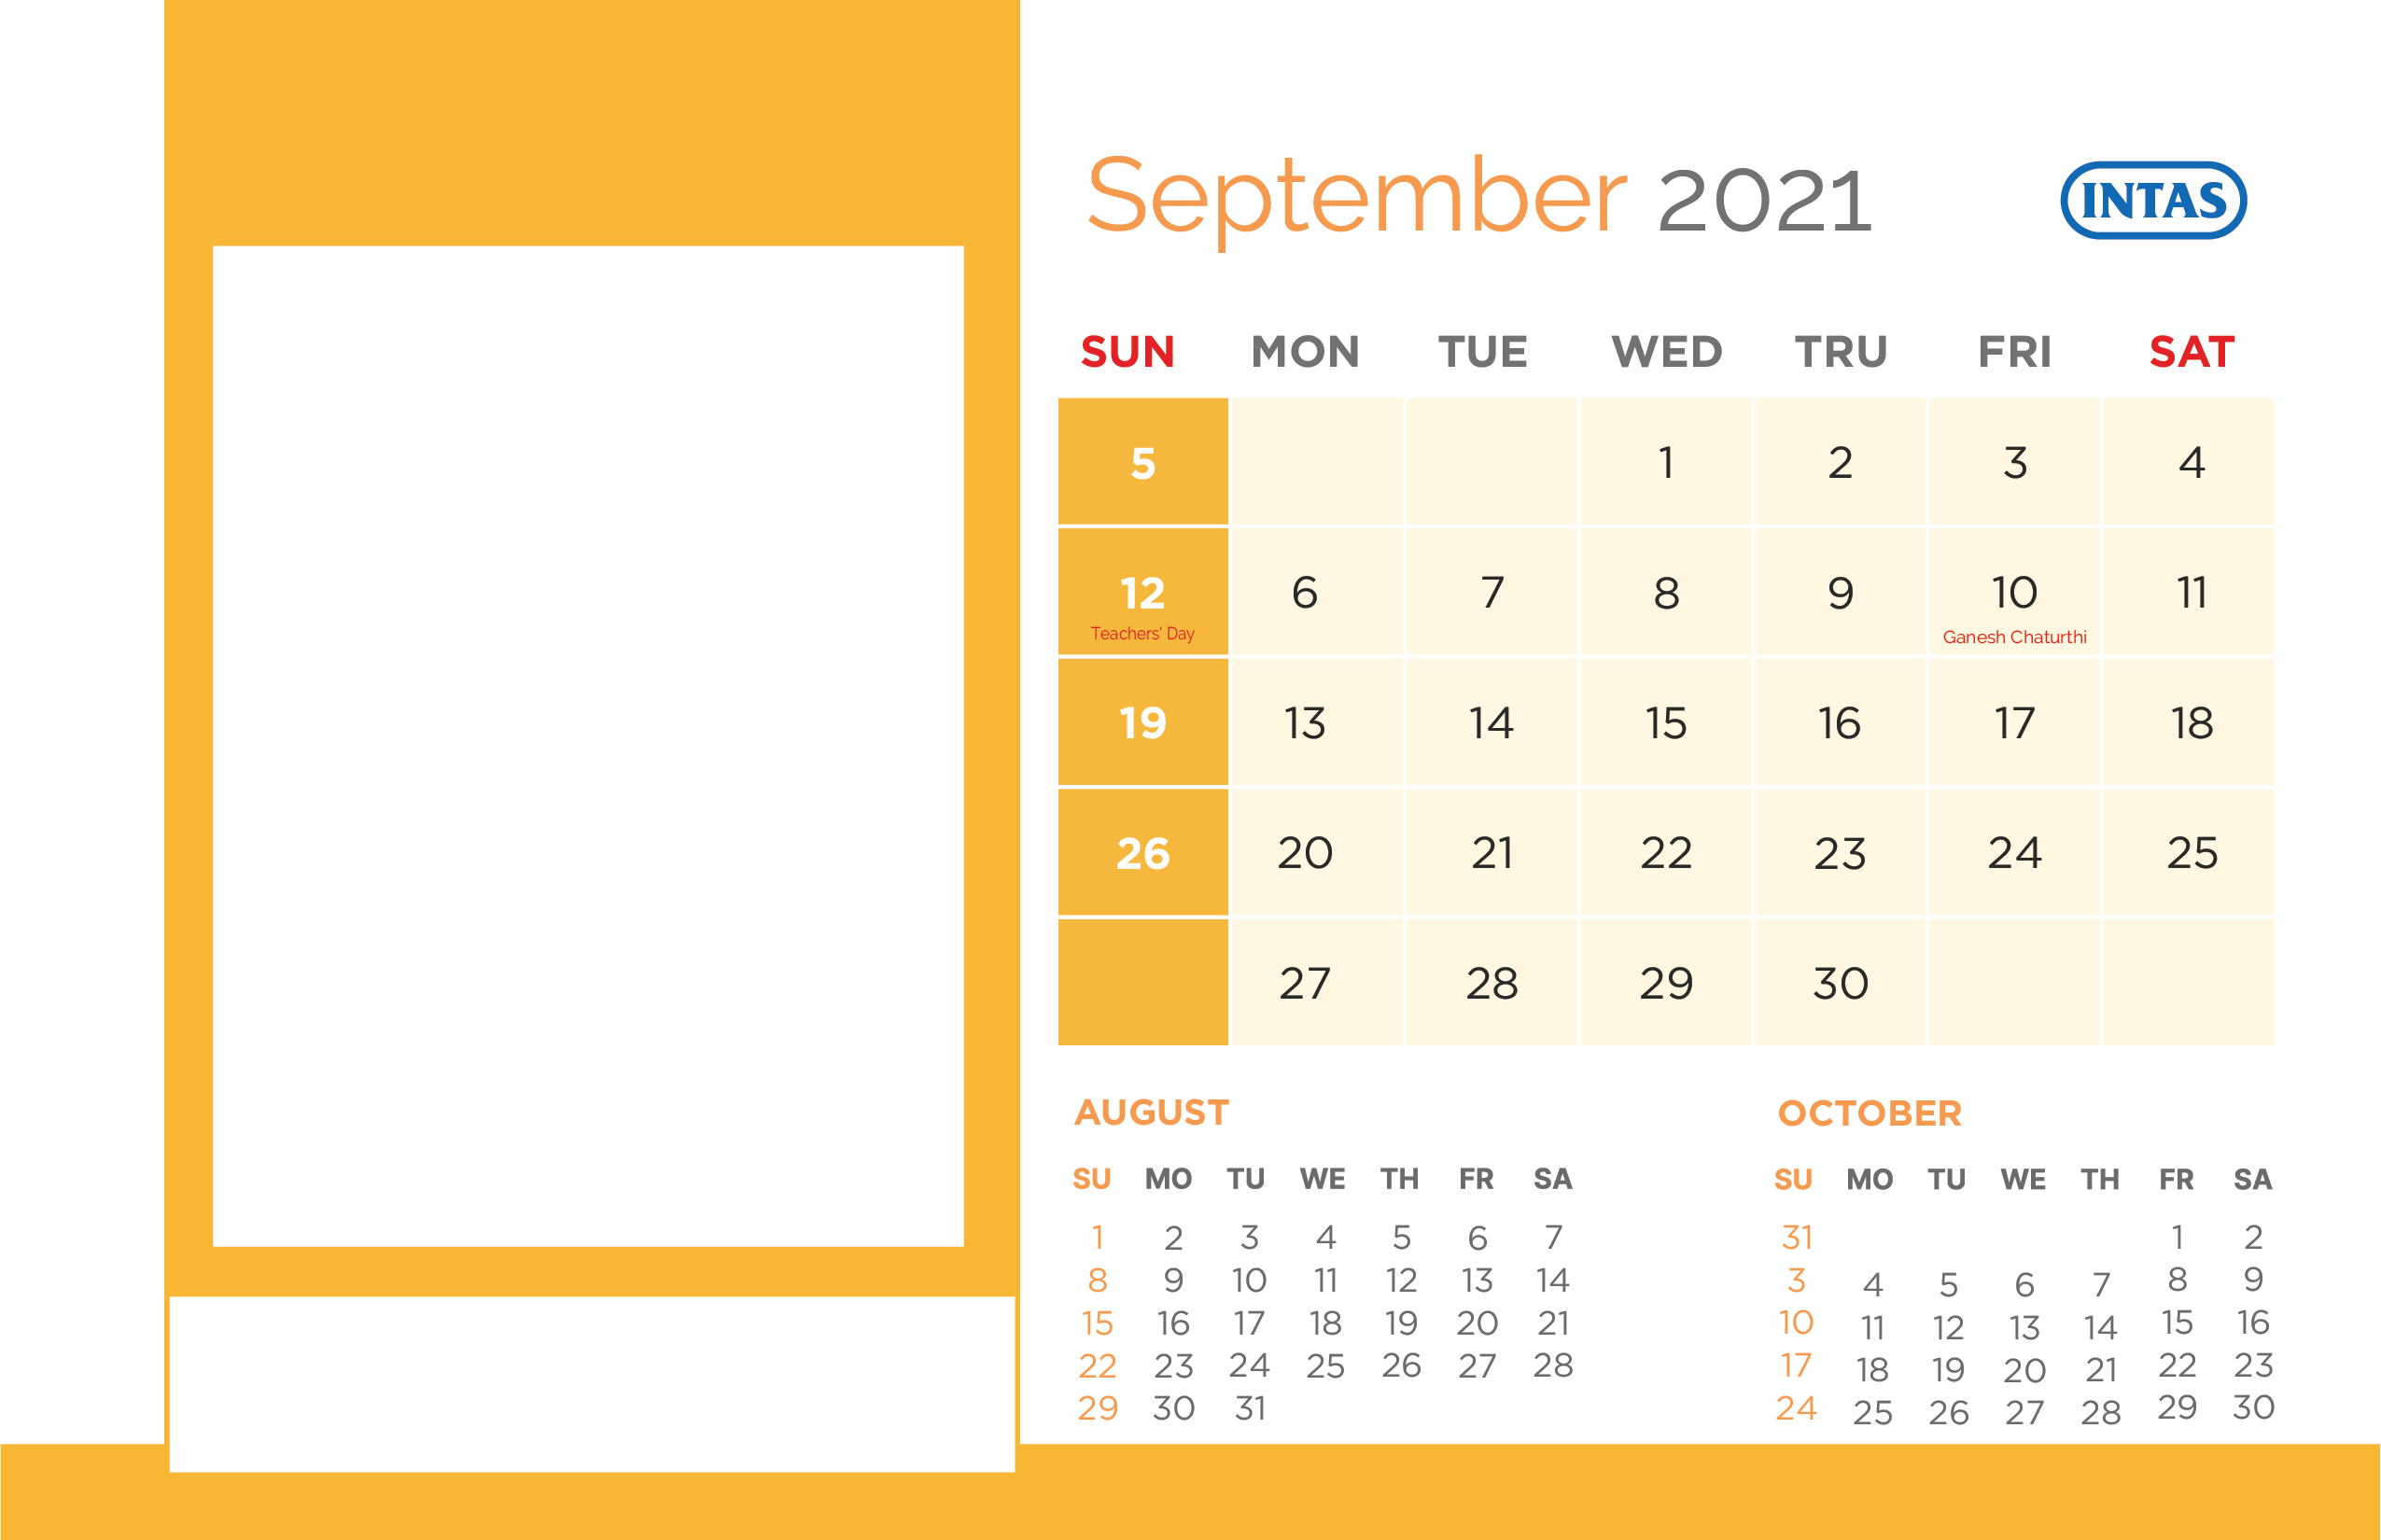 September 2021
INTAS
SUN MON TUE WED TRU FRI SAT
5 1 2 3 4
12 6 7 8 9 10 11
Teachers' Day Ganesh Chaturthi
19 13 14 15 16 17 18
26 20 21 22 23 24 25
27 28 29 30
AUGUST
SU MO TU WE TH FR SA
1 2 3 4 5 6 7
8 9 10 11 12 13 14
15 16 17 18 19 20 21
22 23 24 25 26 27 28
29 30 31
OCTOBER
SU MO TU WE TH FR SA
31 1 2
3 4 5 6 7 8 9
10 11 12 13 14 15 16
17 18 19 20 21 22 23
24 25 26 27 28 29 30